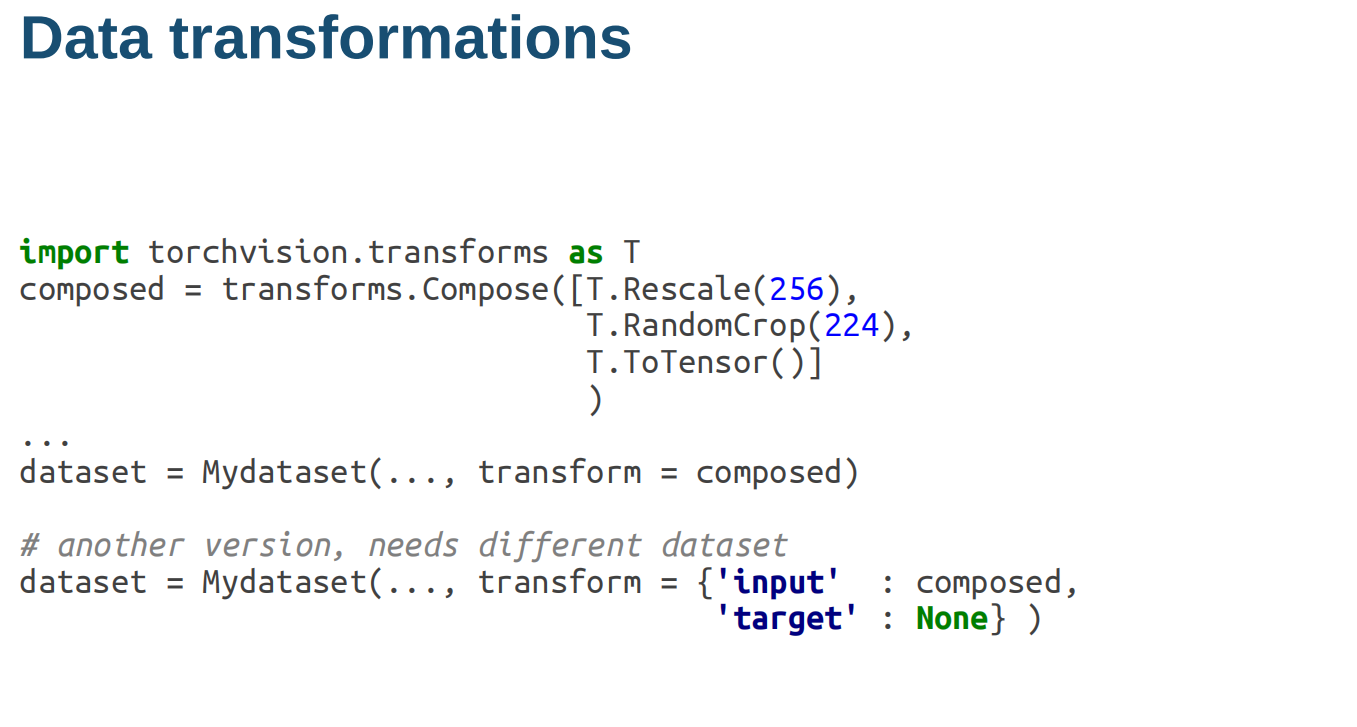 Data transformations
import torchvision.transforms as T
composed = transforms.Compose([T.Rescale(256),
                               T.RandomCrop(224),
                               T.ToTensor()]
                               )
...
dataset = Mydataset(..., transform = composed)
# another version, needs different dataset
dataset = Mydataset(..., transform = {'input'  : composed,
                                      'target' : None} )